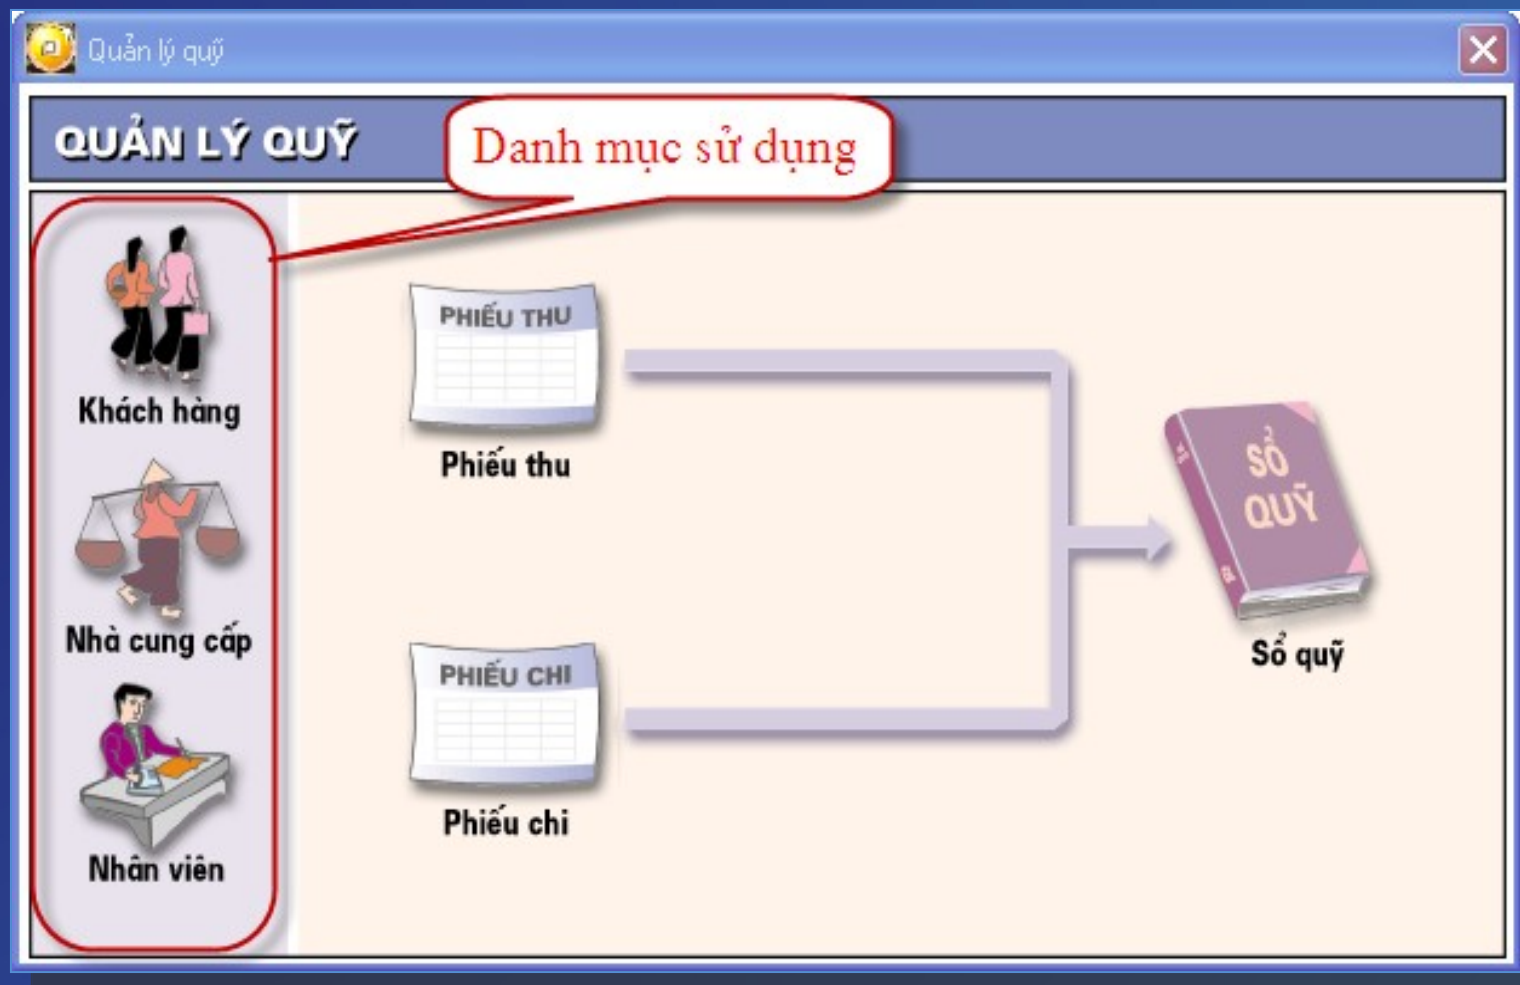 Quản lý quỹ
QUẢN LÝ QUỸ
Danh mục sử dụng
Khách hàng
Nhà cung cấp
Nhân viên
PHIẾU THU
Phiếu thu
PHIẾU CHI
Phiếu chi
SỔ
QUỸ
Sổ quỹ